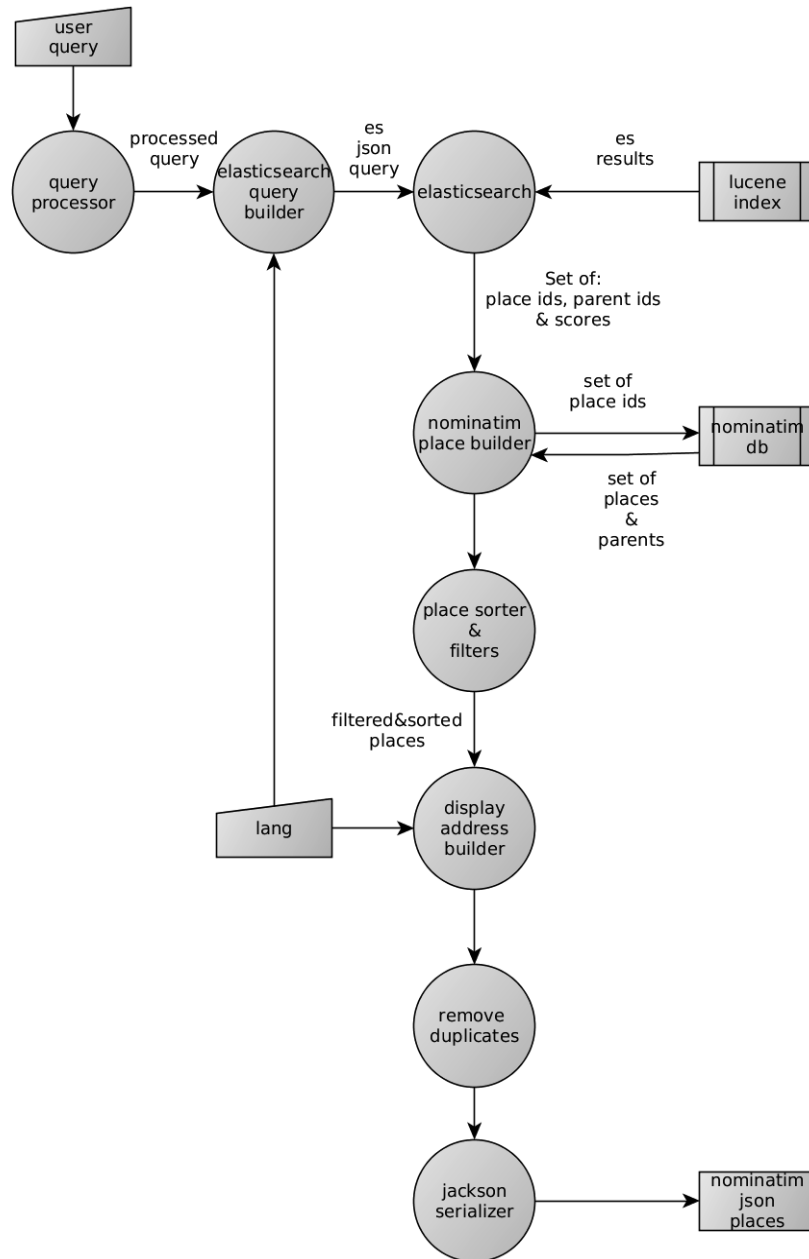 user
query
processed
query
es
json
query
es
results
query
processor
elasticsearch
query
builder
elasticsearch
lucene
index
Set of:
place ids, parent ids
& scores
nominatim
place builder
set of
place ids
nominatim
db
set of
places
&
parents
place sorter
&
filters
filtered&sorted
places
lang
display
address
builder
remove
duplicates
jackson
serializer
nominatim
json
places